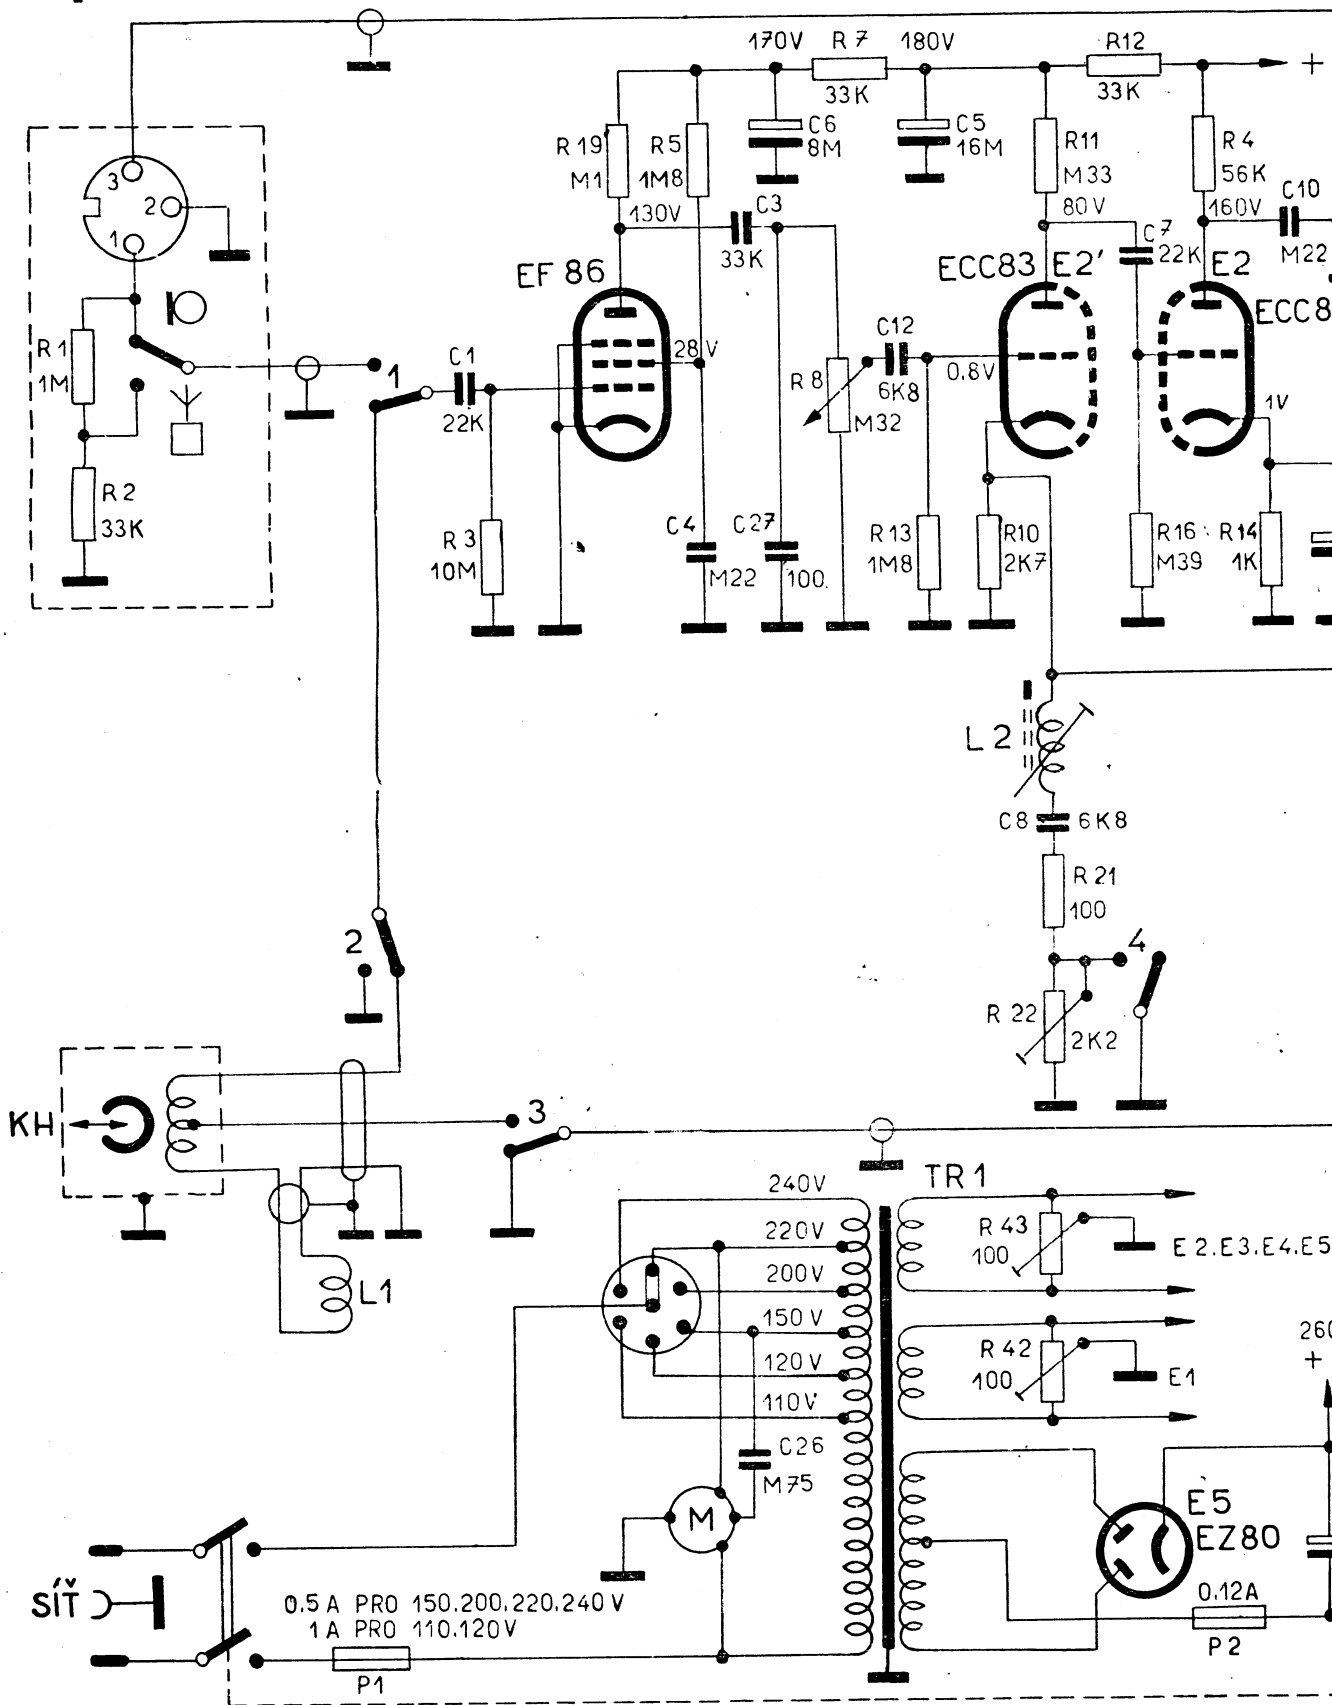 170V R7 180V R12 +
33K 33K
R19 R5 C6 C5 R11 R4
M1 1M8 8M 16M M33 56K C10
3
2
1
130V C3 80V C7 160V
33K 22K M22
EF 86 ECC83 E2' E2
ECC8
R1 1 C1 28V C12 0.8V
1M 22K R8 6K8 1V
M32
R2
33K
R3 C4 C27 R13 R10 R16 R14
10M M22 100 1M8 2K7 M39 1K
L2
C8 6K8
R21
100
2 4
R22
2K2
KH 3
TR1
240V
220V R43
100 E2.E3.E4.E5
200V
L1 150V
120V R42 260
100 E1 +
110V
C26
M75
M E5
EZ80
SÍŤ 0.5A PRO 150.200.220.240V 0.12A
1A PRO 110.120V
P1 P2